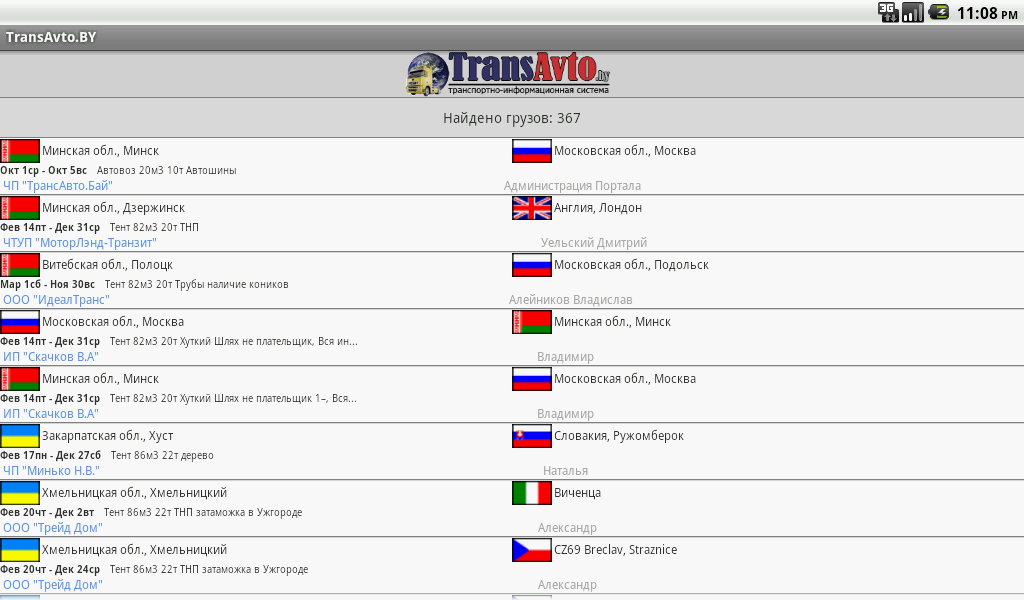 3G 11:08 PM
TransAvto.BY
TransAvto.by
транспортно-информационная система
Найдено грузов: 367
Минская обл., Минск Московская обл., Москва
Окт 1ср - Окт 5вс Автовоз 20м3 10т Автошины
ЧП "ТрансАвто.Бай" Администрация Портала
Минская обл., Дзержинск Англия, Лондон
Фев 14пт - Дек 31ср Тент 82м3 20т ТНП
ЧТУП "МоторЛэнд-Транзит" Уельский Дмитрий
Витебская обл., Полоцк Московская обл., Подольск
Мар 1сб - Ноя 30вс Тент 82м3 20т Трубы наличие коников
ООО "ИдеалТранс" Алейников Владислав
Московская обл., Москва Минская обл., Минск
Фев 14пт - Дек 31ср Тент 82м3 20т Хуткий Шлях не плательщик, Вся ин...
ИП "Скачков В.А" Владимир
Минская обл., Минск Московская обл., Москва
Фев 14пт - Дек 31ср Тент 82м3 20т Хуткий Шлях не плательщик 1–, Вся...
ИП "Скачков В.А" Владимир
Закарпатская обл., Хуст Словакия, Ружомберок
Фев 17пн - Дек 27сб Тент 86м3 22т дерево
ЧП "Минько Н.В." Наталья
Хмельницкая обл., Хмельницкий Виченца
Фев 20чт - Дек 2вт Тент 86м3 22т ТНП затаможка в Ужгороде
ООО "Трейд Дом" Александр
Хмельницкая обл., Хмельницкий CZ69 Breclav, Straznice
Фев 20чт - Дек 24ср Тент 86м3 22т ТНП затаможка в Ужгороде
ООО "Трейд Дом" Александр